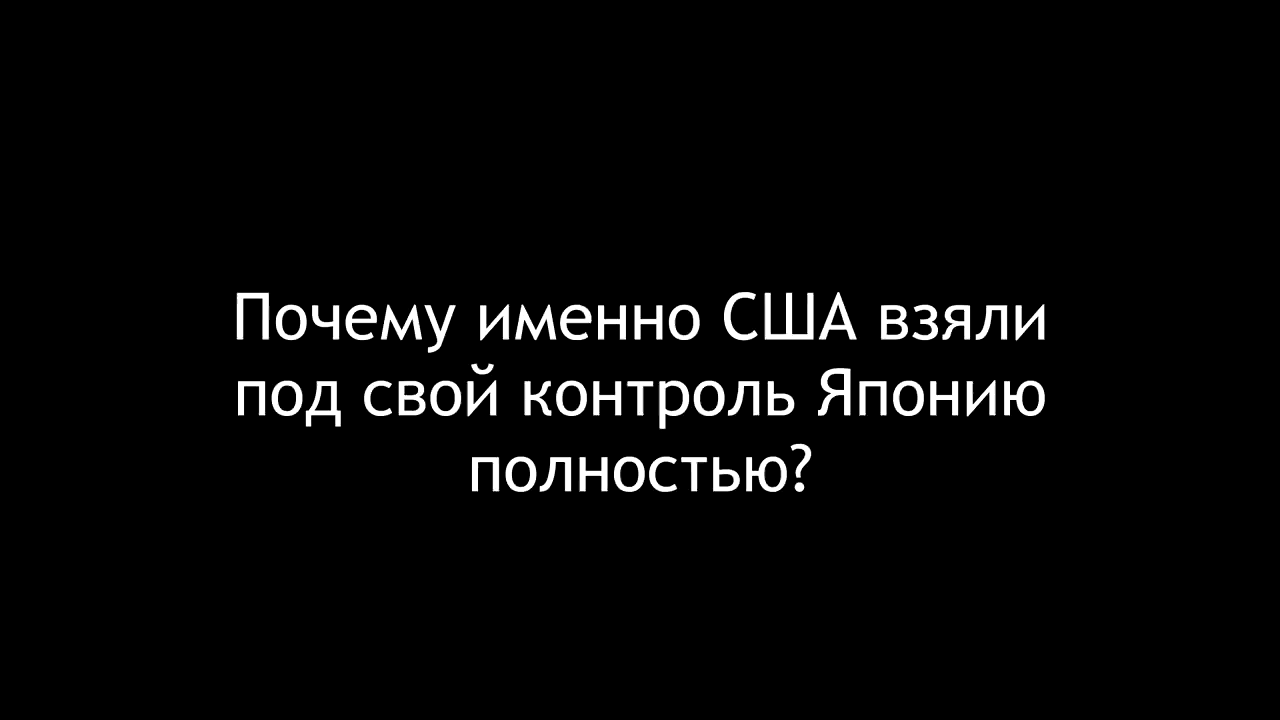 Почему именно США взяли
под свой контроль Японию
полностью?